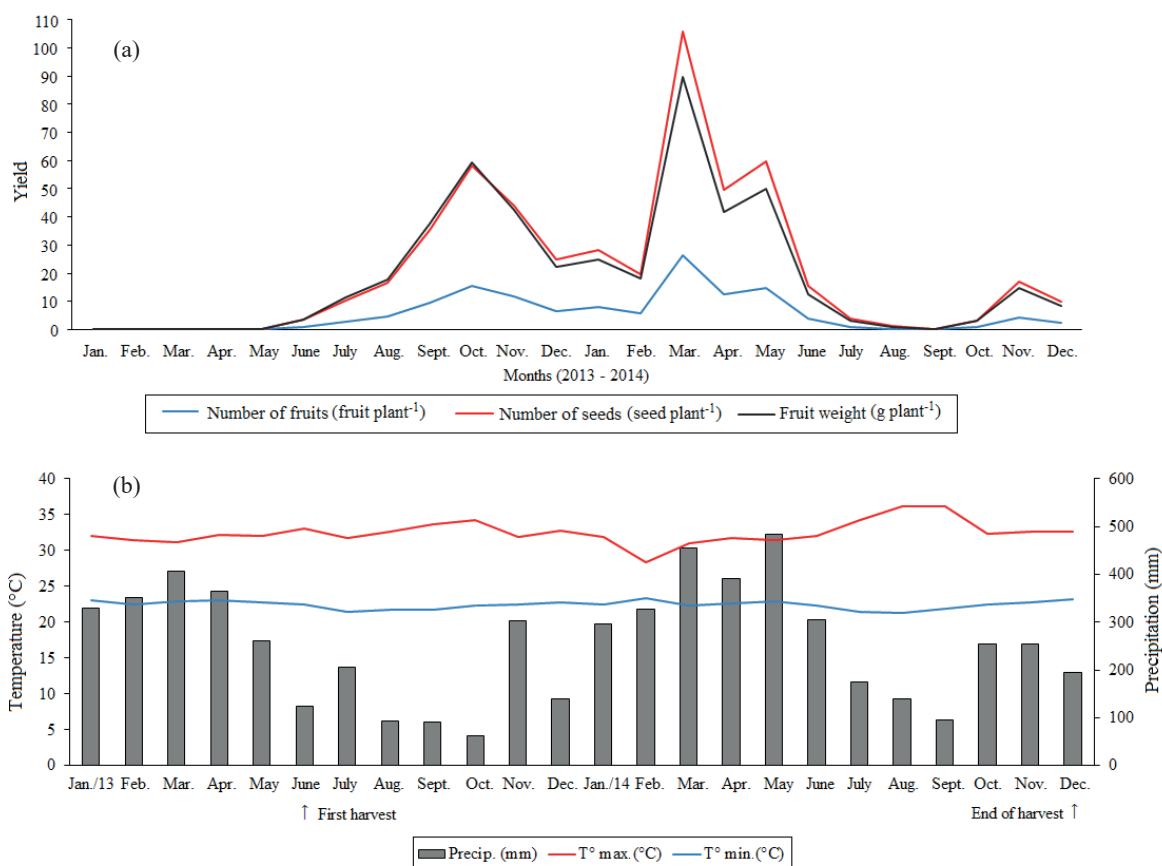 (a)
Yield
110
100
90
80
70
60
50
40
30
20
10
0
Jan. Feb. Mar. Apr. May June July Aug. Sept. Oct. Nov. Dec. Jan. Feb. Mar. Apr. May June July Aug. Sept. Oct. Nov. Dec.
Months (2013 - 2014)
Number of fruits (fruit plant⁻¹) Number of seeds (seed plant⁻¹) Fruit weight (g plant⁻¹)
(b)
Temperature (°C)
40
35
30
25
20
15
10
5
0
600
500
400
300
200
100
0
Precipitation (mm)
Jan./13 Feb. Mar. Apr. May June July Aug. Sept. Oct. Nov. Dec. Jan./14 Feb. Mar. Apr. May June July Aug. Sept. Oct. Nov. Dec.
↑ First harvest End of harvest ↑
Precip. (mm) T° max.(°C) T° min.(°C)